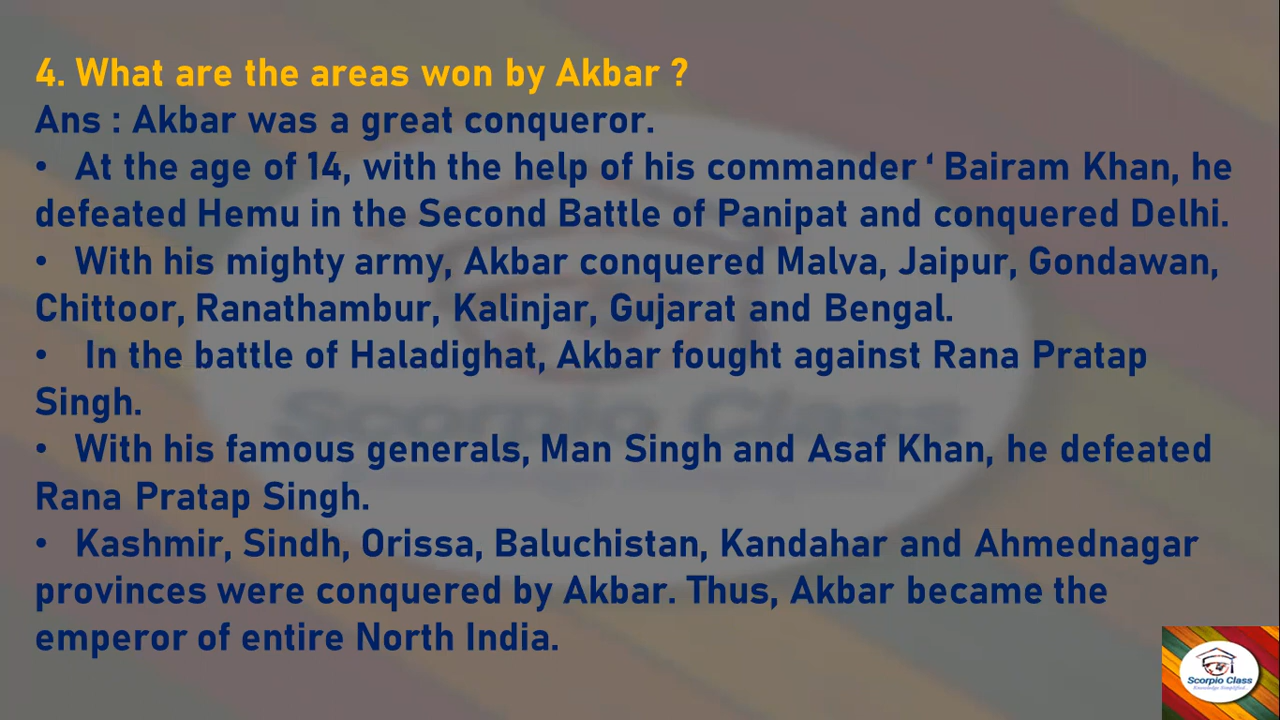 4. What are the areas won by Akbar ?
Ans : Akbar was a great conqueror.
• At the age of 14, with the help of his commander ‘ Bairam Khan, he
defeated Hemu in the Second Battle of Panipat and conquered Delhi.
• With his mighty army, Akbar conquered Malva, Jaipur, Gondawan,
Chittoor, Ranathambur, Kalinjar, Gujarat and Bengal.
• In the battle of Haladighat, Akbar fought against Rana Pratap
Singh.
• With his famous generals, Man Singh and Asaf Khan, he defeated
Rana Pratap Singh.
• Kashmir, Sindh, Orissa, Baluchistan, Kandahar and Ahmednagar
provinces were conquered by Akbar. Thus, Akbar became the
emperor of entire North India.
Scorpio Class
Scorpio Class
Knowledge Simplified...